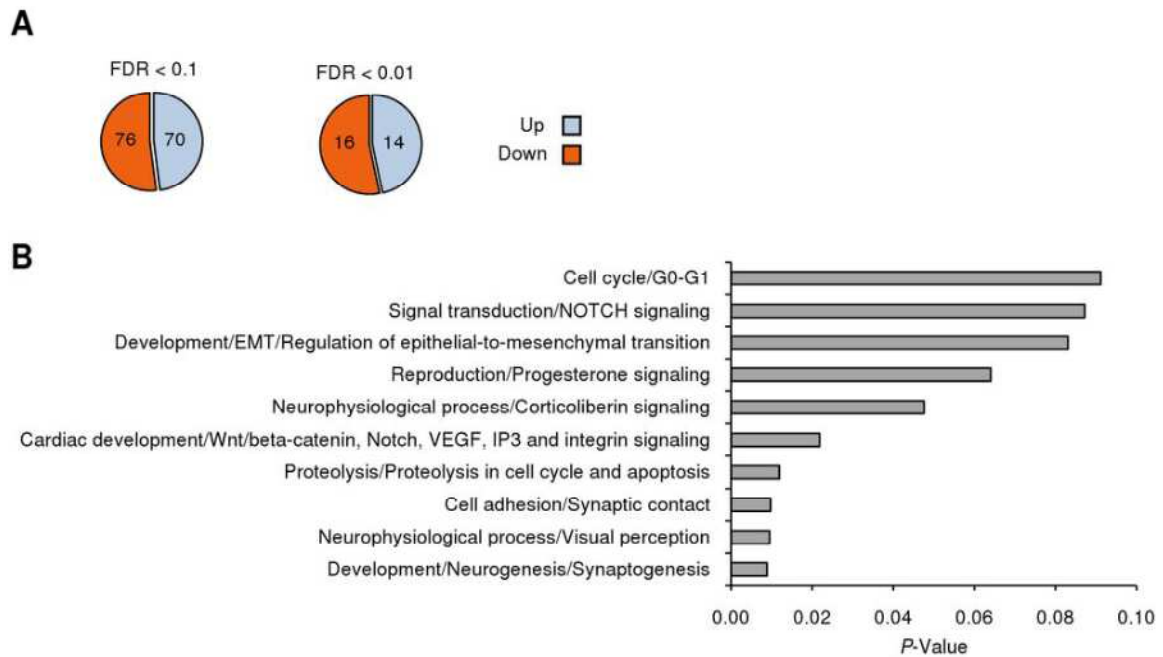 A
FDR < 0.1
FDR < 0.01
76
70
16
14
Up
Down
B
Cell cycle/G0-G1
Signal transduction/NOTCH signaling
Development/EMT/Regulation of epithelial-to-mesenchymal transition
Reproduction/Progesterone signaling
Neurophysiological process/Corticoliberin signaling
Cardiac development/Wnt/beta-catenin, Notch, VEGF, IP3 and integrin signaling
Proteolysis/Proteolysis in cell cycle and apoptosis
Cell adhesion/Synaptic contact
Neurophysiological process/Visual perception
Development/Neurogenesis/Synaptogenesis
0.00 0.02 0.04 0.06 0.08 0.10
P-Value